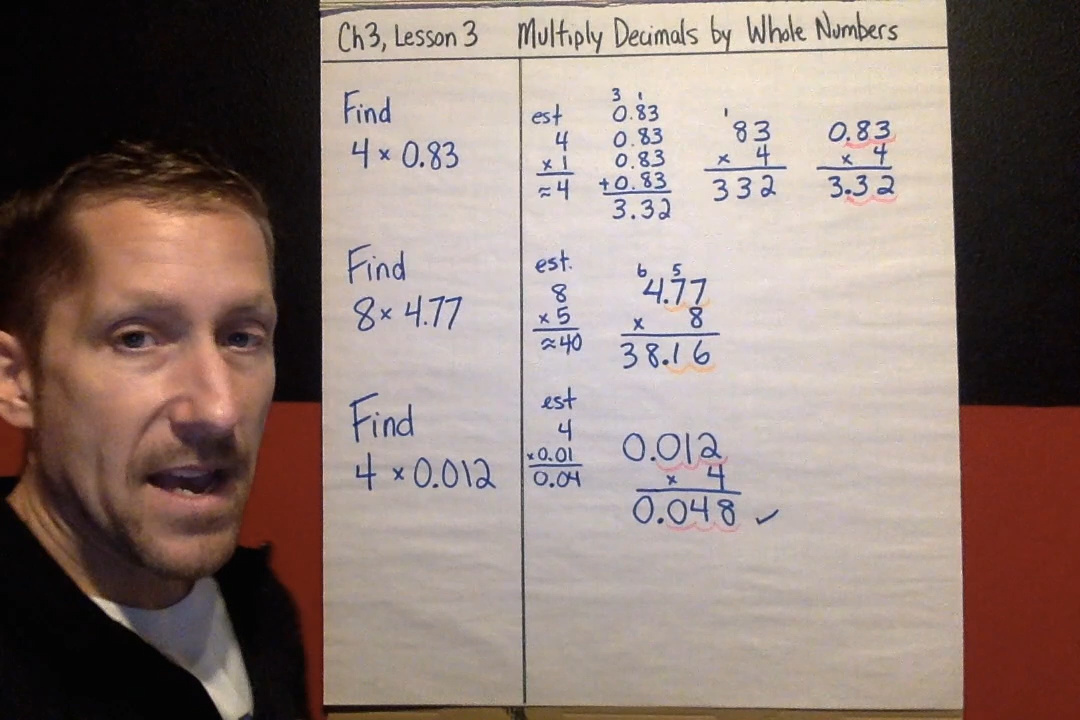 Ch3, Lesson 3 Multiply Decimals by Whole Numbers
Find
4 × 0.83
est
4
× 1
≈ 4
3 1
0.83
0.83
0.83
+0.83
3.32
1
83
× 4
332
0.83
× 4
3.32
Find
8 × 4.77
est.
8
× 5
≈ 40
6 5
4.77
× 8
38.16
Find
4 × 0.012
est
4
×0.01
0.04
0.012
× 4
0.048 ✓